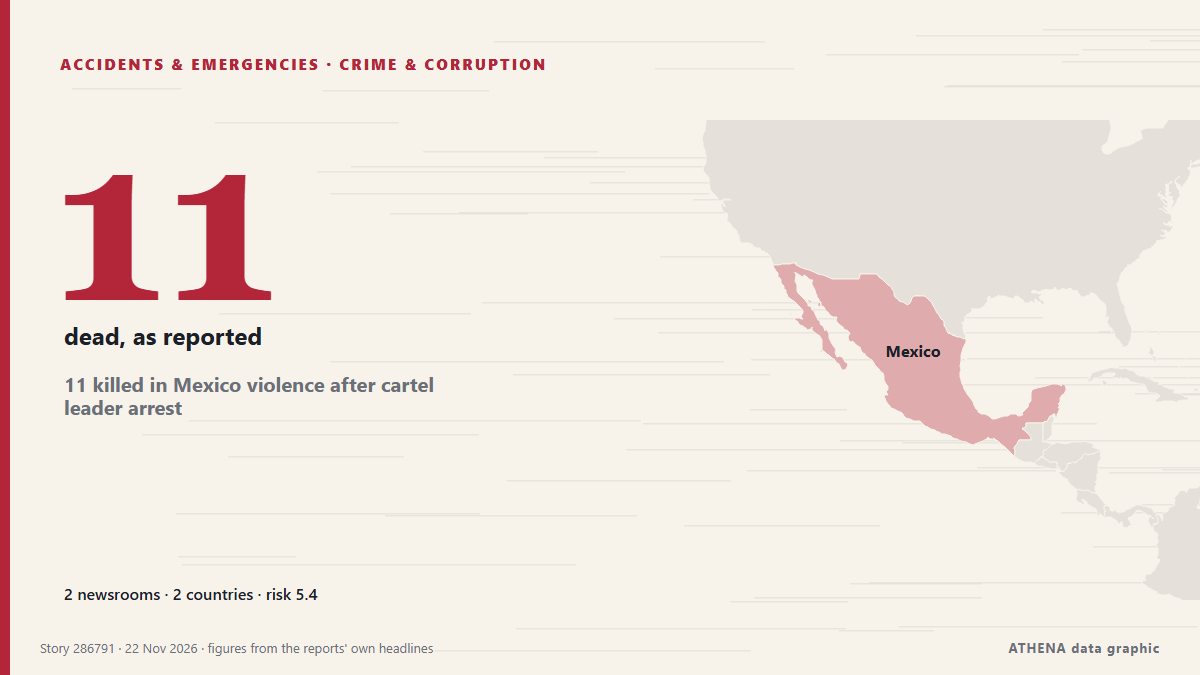 ACCIDENTS & EMERGENCIES · CRIME & CORRUPTION
11
dead, as reported
11 killed in Mexico violence after cartel
leader arrest
Mexico
2 newsrooms · 2 countries · risk 5.4
Story 286791 · 22 Nov 2026 · figures from the reports' own headlines
ATHENA data graphic